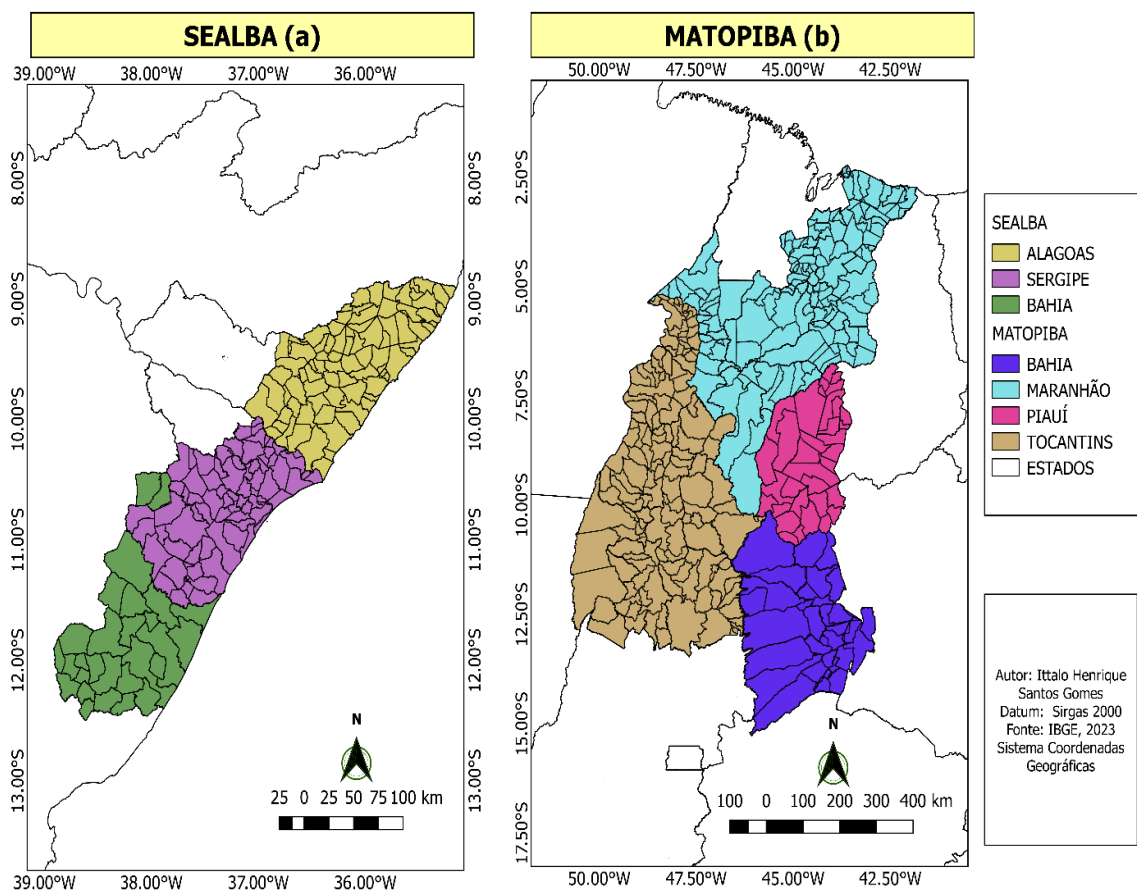 SEALBA (a)
39.00°W 38.00°W 37.00°W 36.00°W
8.00°S
9.00°S
10.00°S
11.00°S
12.00°S
13.00°S
8.00°S
9.00°S
10.00°S
11.00°S
12.00°S
13.00°S
N
25 0 25 50 75 100 km
39.00°W 38.00°W 37.00°W 36.00°W
MATOPIBA (b)
50.00°W 47.50°W 45.00°W 42.50°W
2.50°S
5.00°S
7.50°S
10.00°S
12.50°S
15.00°S
17.50°S
N
100 0 100 200 300 400 km
50.00°W 47.50°W 45.00°W 42.50°W
SEALBA
ALAGOAS
SERGIPE
BAHIA
MATOPIBA
BAHIA
MARANHÃO
PIAUÍ
TOCANTINS
ESTADOS
Autor: Ittalo Henrique
Santos Gomes
Datum: Sirgas 2000
Fonte: IBGE, 2023
Sistema Coordenadas
Geográficas